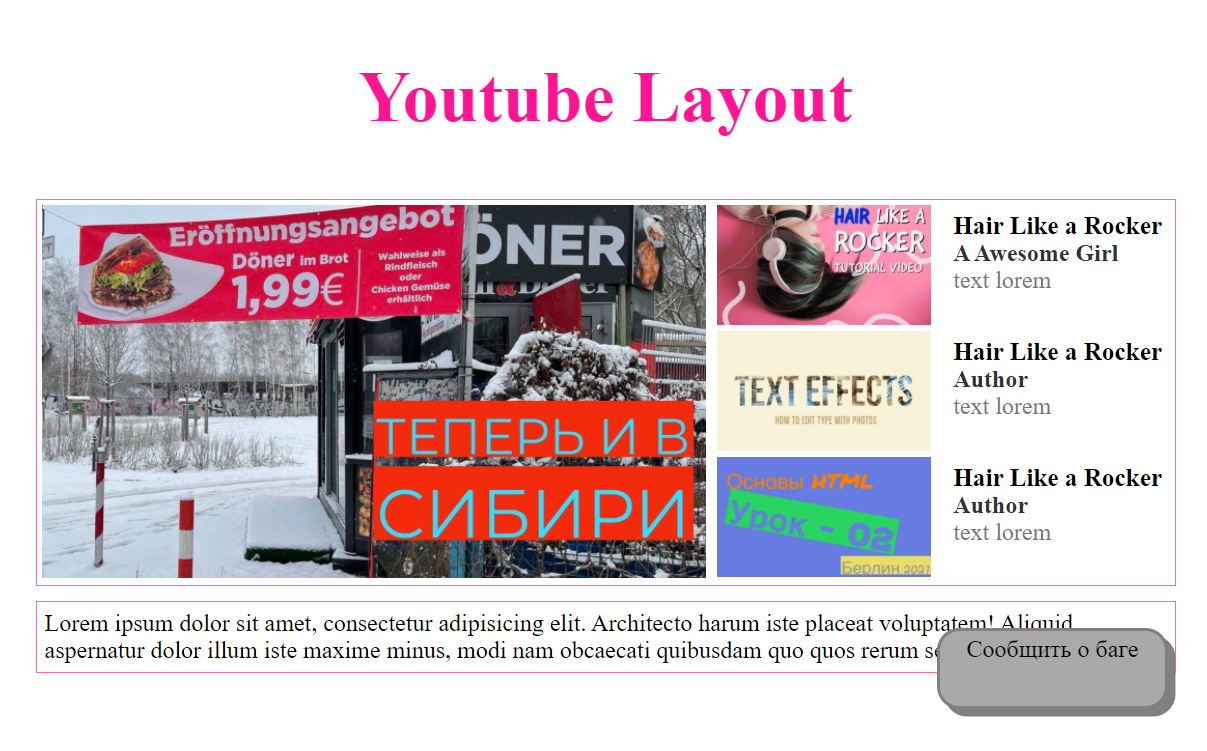 Youtube Layout
Eröffnungsangebot
Döner im Brot
1,99€
Wahlweise als
Rindfleisch
oder
Chicken Gemüse
erhältlich
ÖNER
ТЕПЕРЬ И В
СИБИРИ
HAIR LIKE A
ROCKER
TUTORIAL VIDEO
Hair Like a Rocker
A Awesome Girl
text lorem
TEXT EFFECTS
HOW TO EDIT TYPE WITH PHOTOS
Hair Like a Rocker
Author
text lorem
Основы HTML
Урок - 02
Берлин 2021
Hair Like a Rocker
Author
text lorem
Lorem ipsum dolor sit amet, consectetur adipisicing elit. Architecto harum iste placeat voluptatem! Aliquid
aspernatur dolor illum iste maxime minus, modi nam obcaecati quibusdam quo quos rerum
Сообщить о баге